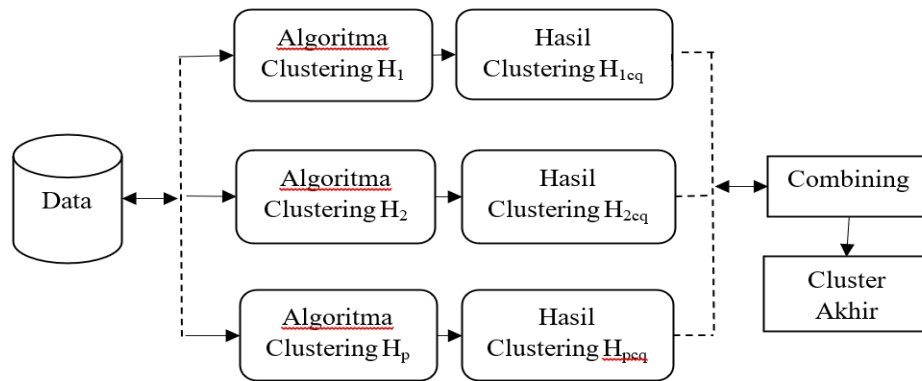 Algoritma
Clustering H₁
Hasil
Clustering H₁cq
Data
Algoritma
Clustering H₂
Hasil
Clustering H₂cq
Combining
Algoritma
Clustering Hₚ
Hasil
Clustering Hₚcq
Cluster
Akhir